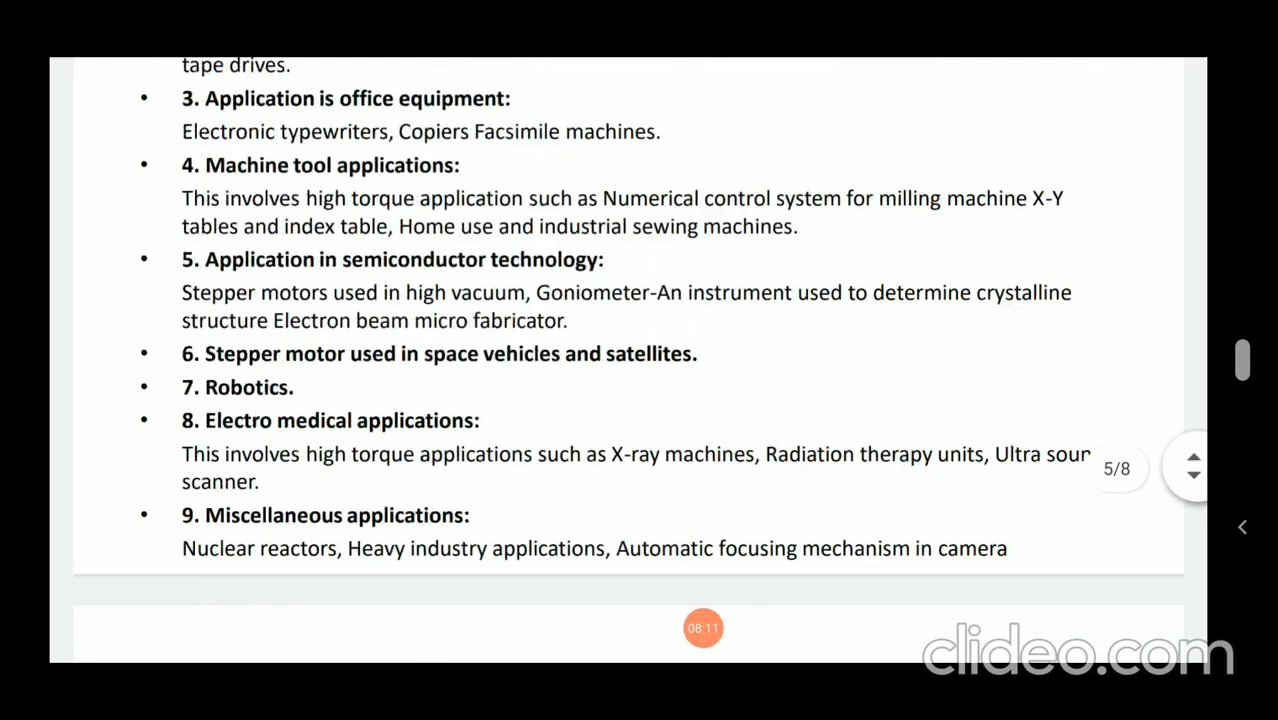 tape drives.
• 3. Application is office equipment:
Electronic typewriters, Copiers Facsimile machines.
• 4. Machine tool applications:
This involves high torque application such as Numerical control system for milling machine X-Y
tables and index table, Home use and industrial sewing machines.
• 5. Application in semiconductor technology:
Stepper motors used in high vacuum, Goniometer-An instrument used to determine crystalline
structure Electron beam micro fabricator.
• 6. Stepper motor used in space vehicles and satellites.
• 7. Robotics.
• 8. Electro medical applications:
This involves high torque applications such as X-ray machines, Radiation therapy units, Ultra soun
scanner.
5/8
• 9. Miscellaneous applications:
Nuclear reactors, Heavy industry applications, Automatic focusing mechanism in camera
08:11
clideo.com